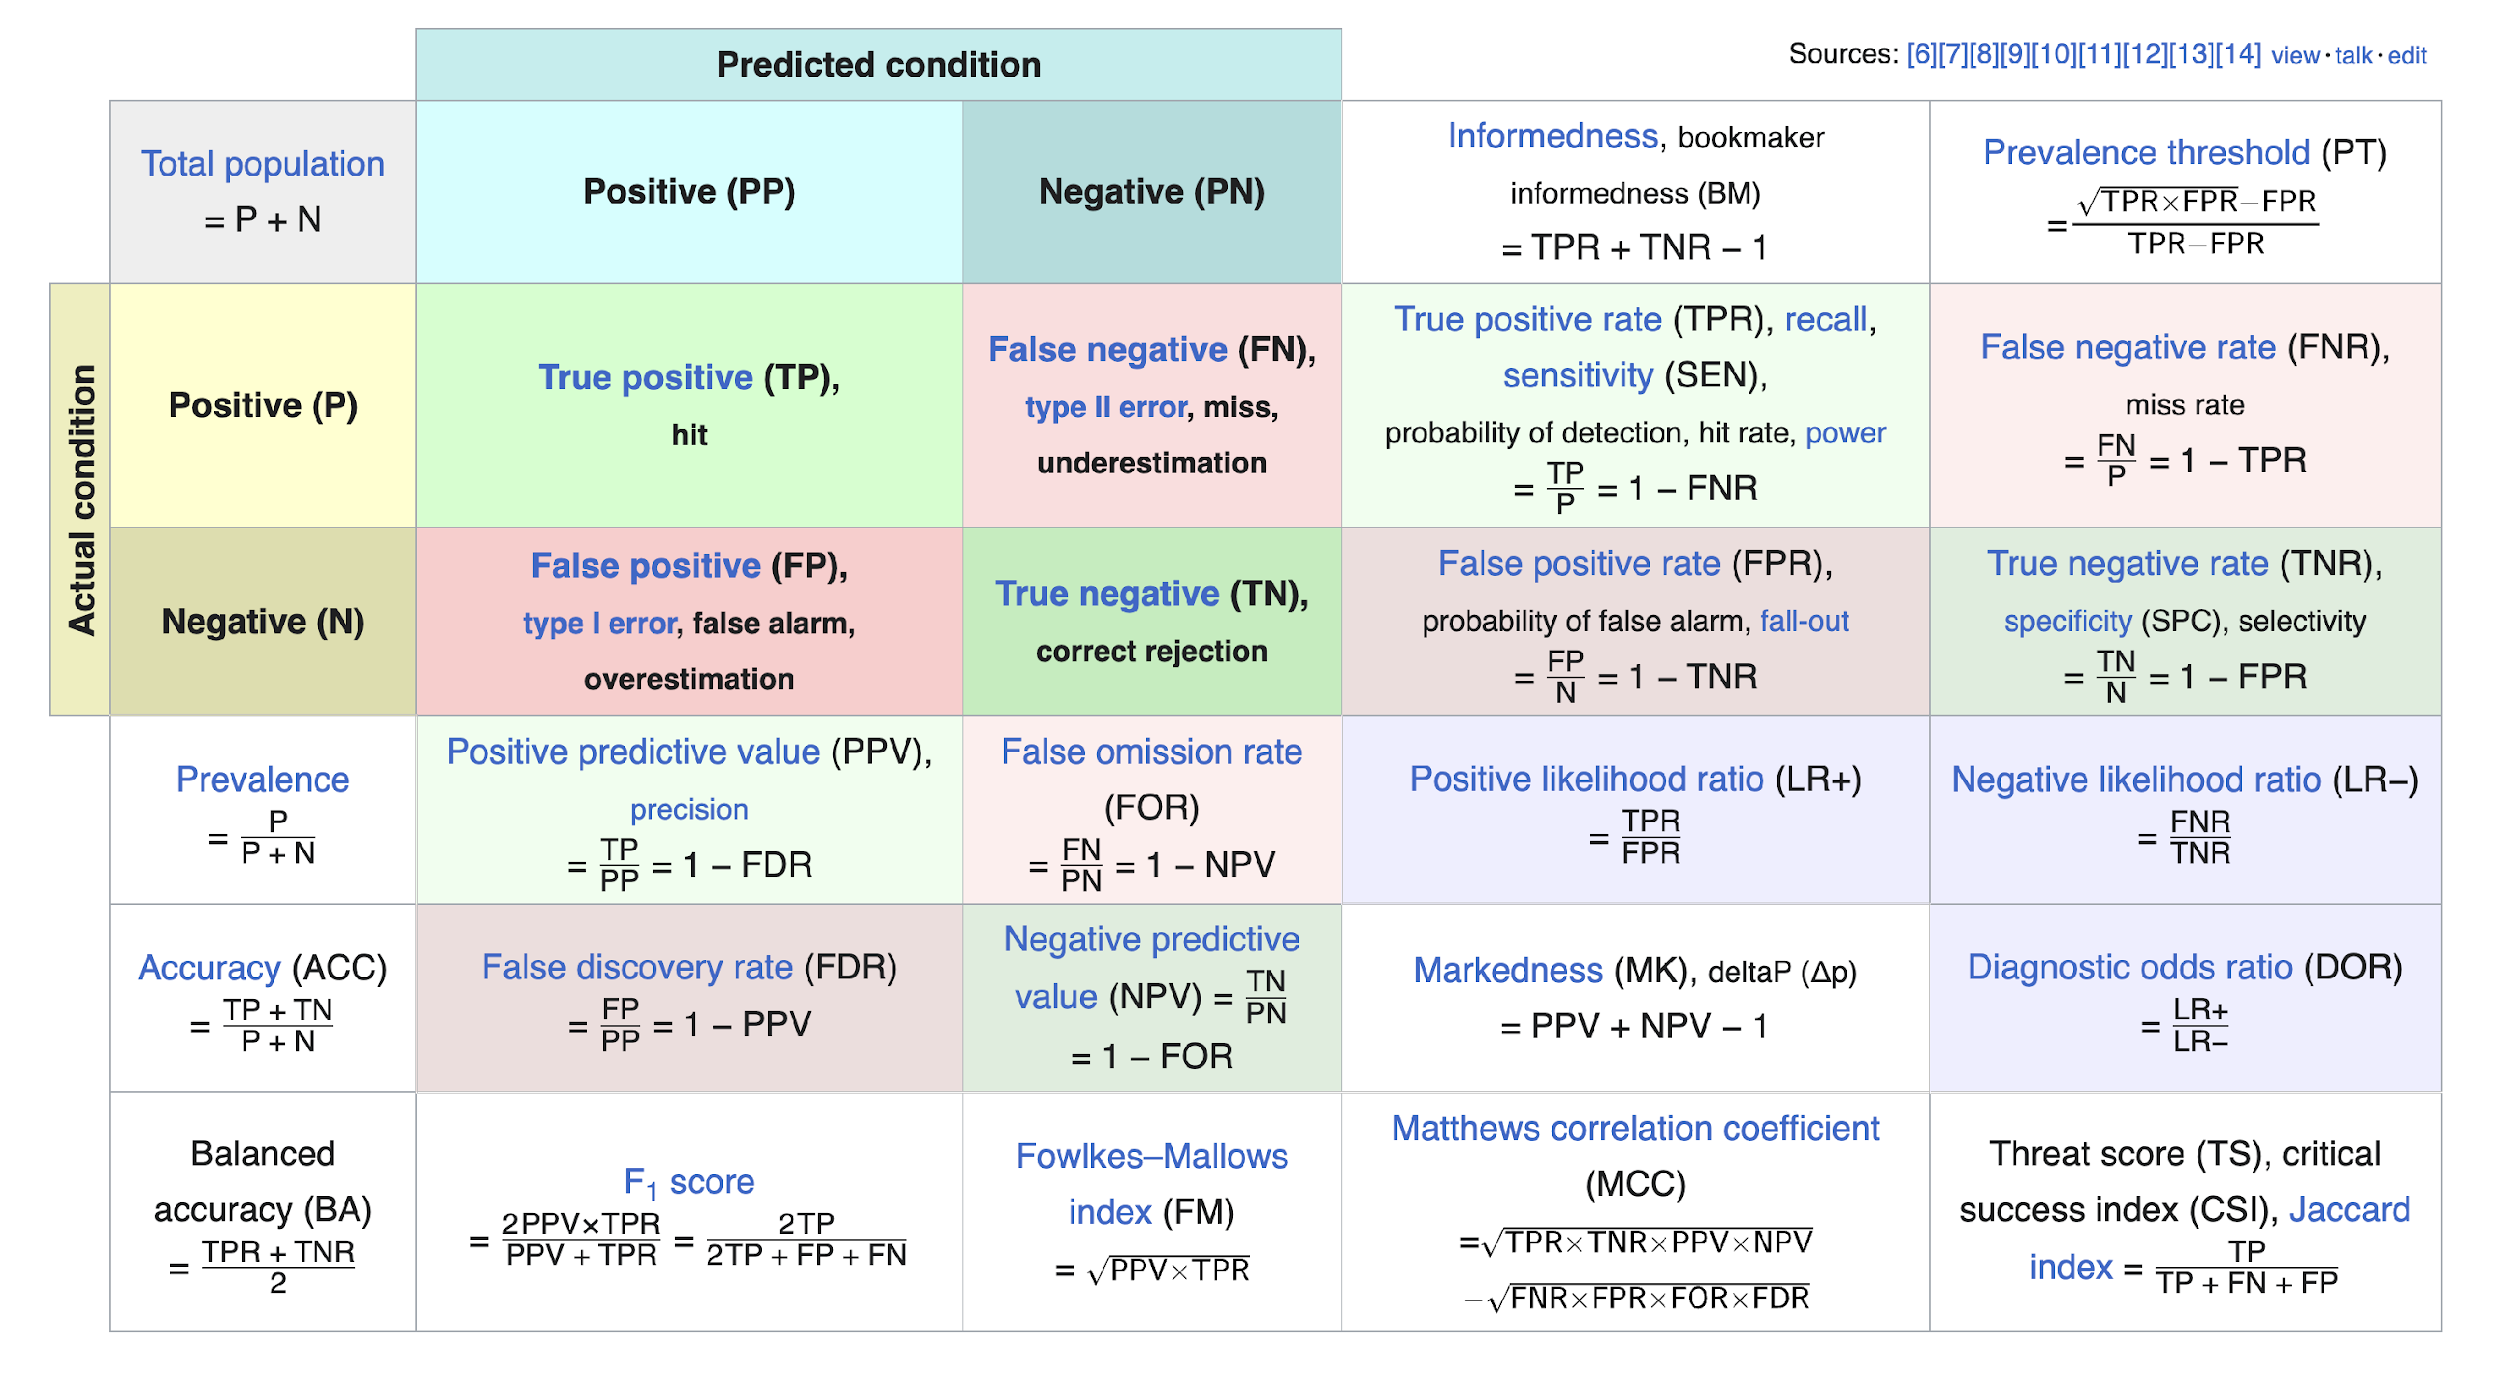 Predicted condition
Sources: [6][7][8][9][10][11][12][13][14] view · talk · edit
Total population
= P + N
Positive (PP)
Negative (PN)
Informedness, bookmaker
informedness (BM)
= TPR + TNR − 1
Prevalence threshold (PT)
= √TPR×FPR−FPR / TPR−FPR
Actual condition
Positive (P)
True positive (TP),
hit
False negative (FN),
type II error, miss,
underestimation
True positive rate (TPR), recall,
sensitivity (SEN),
probability of detection, hit rate, power
= TP / P = 1 − FNR
False negative rate (FNR),
miss rate
= FN / P = 1 − TPR
Negative (N)
False positive (FP),
type I error, false alarm,
overestimation
True negative (TN),
correct rejection
False positive rate (FPR),
probability of false alarm, fall-out
= FP / N = 1 − TNR
True negative rate (TNR),
specificity (SPC), selectivity
= TN / N = 1 − FPR
Prevalence
= P / P + N
Positive predictive value (PPV),
precision
= TP / PP = 1 − FDR
False omission rate
(FOR)
= FN / PN = 1 − NPV
Positive likelihood ratio (LR+)
= TPR / FPR
Negative likelihood ratio (LR−)
= FNR / TNR
Accuracy (ACC)
= TP + TN / P + N
False discovery rate (FDR)
= FP / PP = 1 − PPV
Negative predictive
value (NPV) = TN / PN
= 1 − FOR
Markedness (MK), deltaP (Δp)
= PPV + NPV − 1
Diagnostic odds ratio (DOR)
= LR+ / LR−
Balanced
accuracy (BA)
= TPR + TNR / 2
F₁ score
= 2PPV×TPR / PPV + TPR = 2TP / 2TP + FP + FN
Fowlkes–Mallows
index (FM)
= √PPV×TPR
Matthews correlation coefficient
(MCC)
=√TPR×TNR×PPV×NPV
−√FNR×FPR×FOR×FDR
Threat score (TS), critical
success index (CSI), Jaccard
index = TP / TP + FN + FP